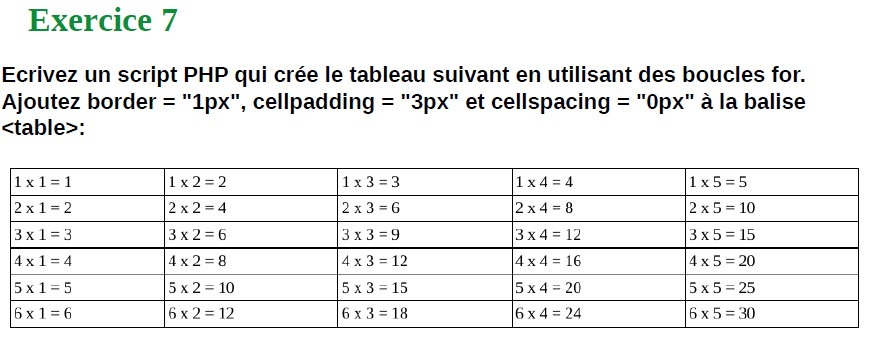 Exercice 7
Ecrivez un script PHP qui crée le tableau suivant en utilisant des boucles for.
Ajoutez border = "1px", cellpadding = "3px" et cellspacing = "0px" à la balise
<table>:
1 x 1 = 1 1 x 2 = 2 1 x 3 = 3 1 x 4 = 4 1 x 5 = 5
2 x 1 = 2 2 x 2 = 4 2 x 3 = 6 2 x 4 = 8 2 x 5 = 10
3 x 1 = 3 3 x 2 = 6 3 x 3 = 9 3 x 4 = 12 3 x 5 = 15
4 x 1 = 4 4 x 2 = 8 4 x 3 = 12 4 x 4 = 16 4 x 5 = 20
5 x 1 = 5 5 x 2 = 10 5 x 3 = 15 5 x 4 = 20 5 x 5 = 25
6 x 1 = 6 6 x 2 = 12 6 x 3 = 18 6 x 4 = 24 6 x 5 = 30